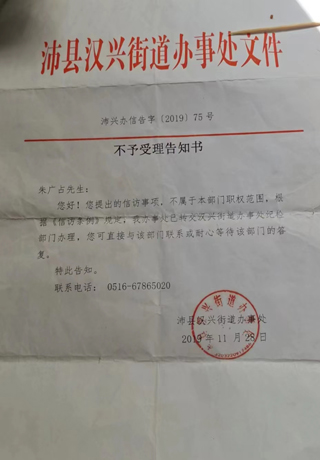 沛县汉兴街道办事处文件
沛兴办信告字〔2019〕75号
不予受理告知书
朱广占先生:
您好!您提出的信访事项,不属于本部门职权范围,根
据《信访条例》规定,我办事处已转交汉兴街道办事处纪检
部门办理,您可直接与该部门联系或耐心等待该部门的答
复。
特此告知。
联系电话: 0516-67865020
沛县汉兴街道办事处
2019年11月28日